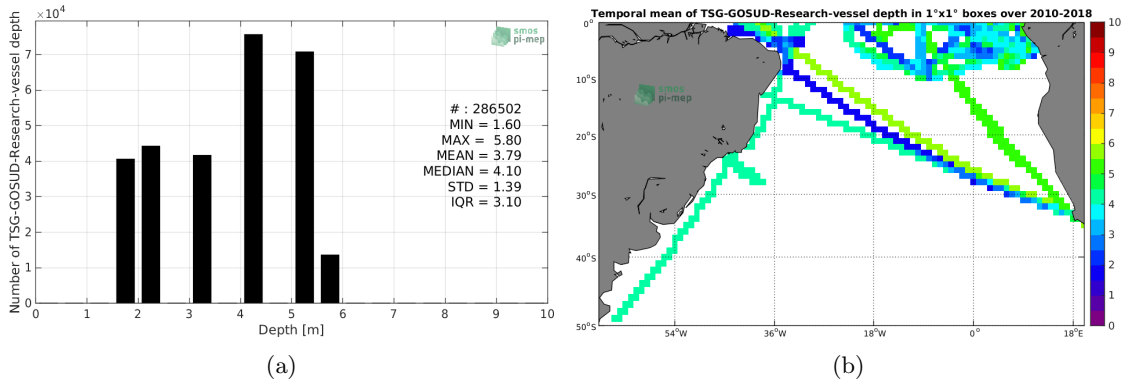 ×10⁴
Number of TSG-GOSUD-Research-vessel depth
7
6
5
4
3
2
1
0
0 1 2 3 4 5 6 7 8 9 10
Depth [m]
smos
pi-mep
# : 286502
MIN = 1.60
MAX = 5.80
MEAN = 3.79
MEDIAN = 4.10
STD = 1.39
IQR = 3.10
(a)
Temporal mean of TSG-GOSUD-Research-vessel depth in 1°x1° boxes over 2010-2018
0°
10°S
20°S
30°S
40°S
50°S
54°W 36°W 18°W 0° 18°E
smos
pi-mep
10
9
8
7
6
5
4
3
2
1
0
(b)